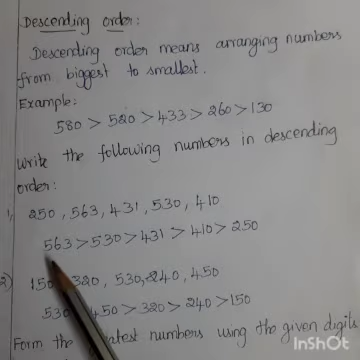 Descending order:
Descending order means arranging numbers
from biggest to smallest.
Example:
580 > 520 > 433 > 260 > 130
Write the following numbers in descending
order:
1) 250, 563, 431, 530, 410
563 > 530 > 431 > 410 > 250
2) 150, 320, 530, 240, 450
530 > 450 > 320 > 240 > 150
InShot
Form the numbers using the given digits